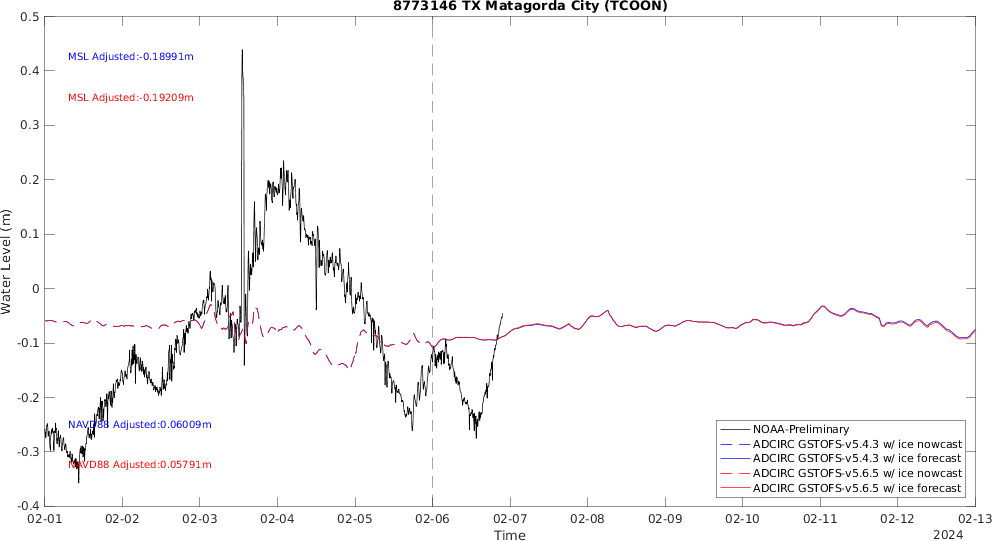 8773146 TX Matagorda City (TCOON)
0.5
0.4
0.3
0.2
0.1
0
-0.1
-0.2
-0.3
-0.4
Water Level (m)
MSL Adjusted:-0.18991m
MSL Adjusted:-0.19209m
NAVD88 Adjusted:0.06009m
NAVD88 Adjusted:0.05791m
NOAA-Preliminary
ADCIRC GSTOFS-v5.4.3 w/ ice nowcast
ADCIRC GSTOFS-v5.4.3 w/ ice forecast
ADCIRC GSTOFS-v5.6.5 w/ ice nowcast
ADCIRC GSTOFS-v5.6.5 w/ ice forecast
02-01 02-02 02-03 02-04 02-05 02-06 02-07 02-08 02-09 02-10 02-11 02-12 02-13
Time
2024